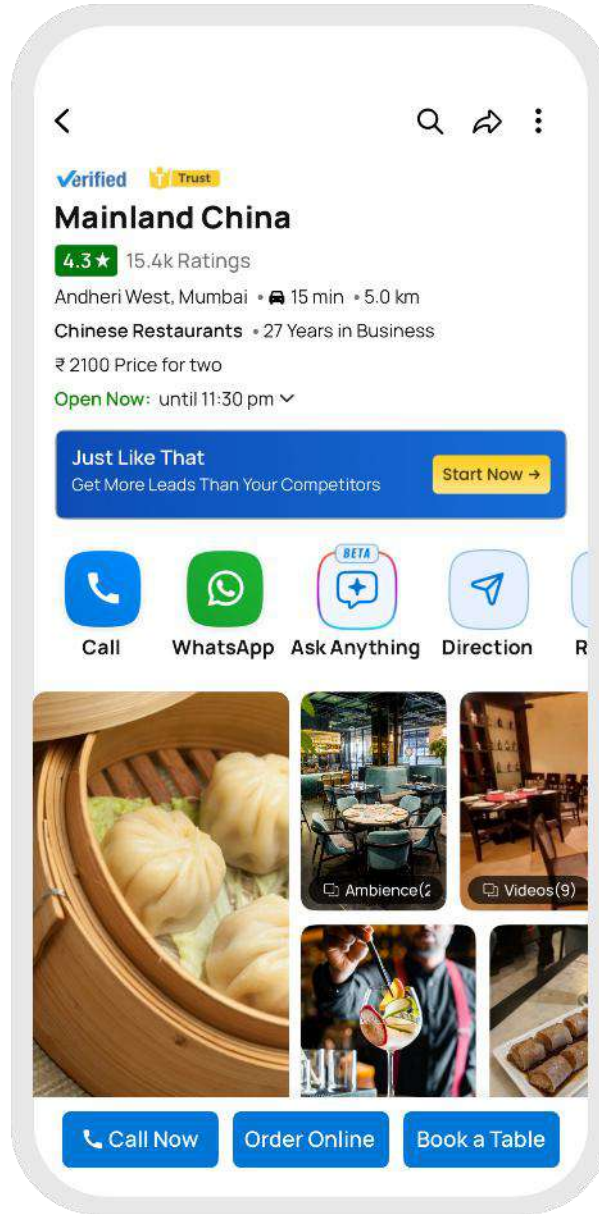 Verified Trust
Mainland China
4.3★ 15.4k Ratings
Andheri West, Mumbai • 15 min • 5.0 km
Chinese Restaurants • 27 Years in Business
₹ 2100 Price for two
Open Now: until 11:30 pm
Just Like That
Get More Leads Than Your Competitors
Start Now →
BETA
Call WhatsApp Ask Anything Direction R
Ambience(2
Videos(9)
Call Now Order Online Book a Table